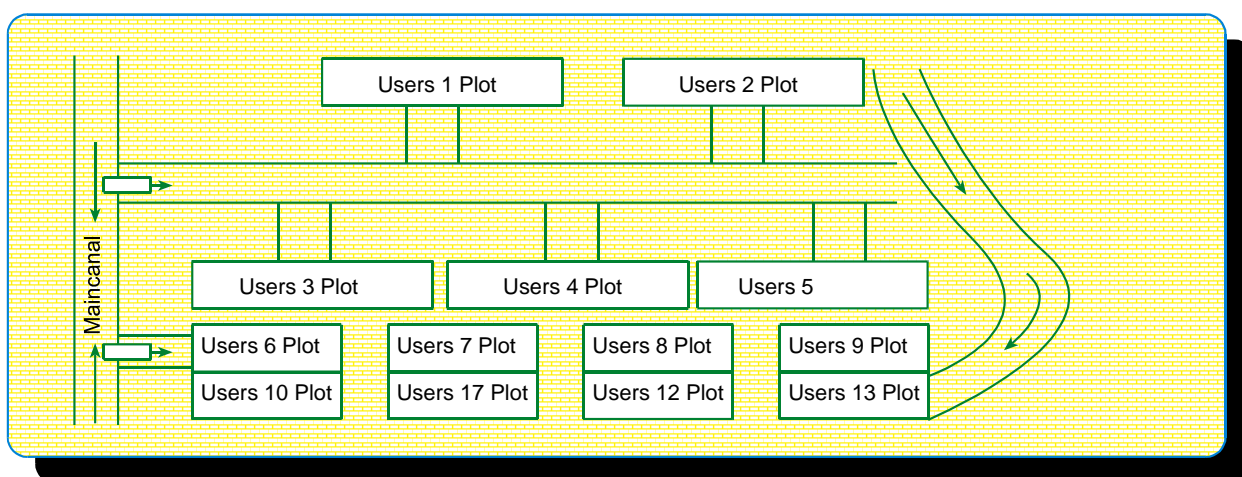 Users 1 Plot
Users 2 Plot
Maincanal
Users 3 Plot
Users 4 Plot
Users 5
Users 6 Plot
Users 7 Plot
Users 8 Plot
Users 9 Plot
Users 10 Plot
Users 17 Plot
Users 12 Plot
Users 13 Plot